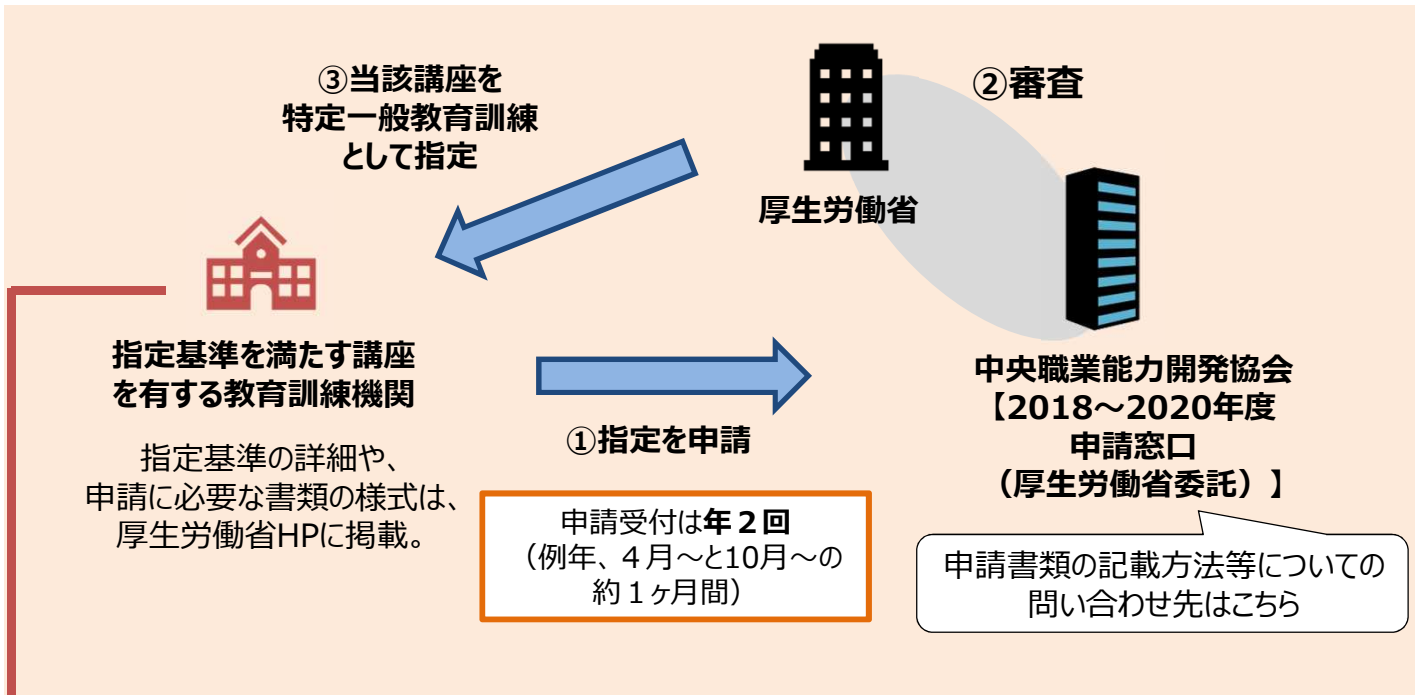 ③当該講座を
特定一般教育訓練
として指定
②審査
厚生労働省
指定基準を満たす講座
を有する教育訓練機関
指定基準の詳細や、
申請に必要な書類の様式は、
厚生労働省HPに掲載。
①指定を申請
申請受付は年２回
（例年、４月～と10月～の
約１ヶ月間）
中央職業能力開発協会
【2018～2020年度
申請窓口
（厚生労働省委託）】
申請書類の記載方法等についての
問い合わせ先はこちら